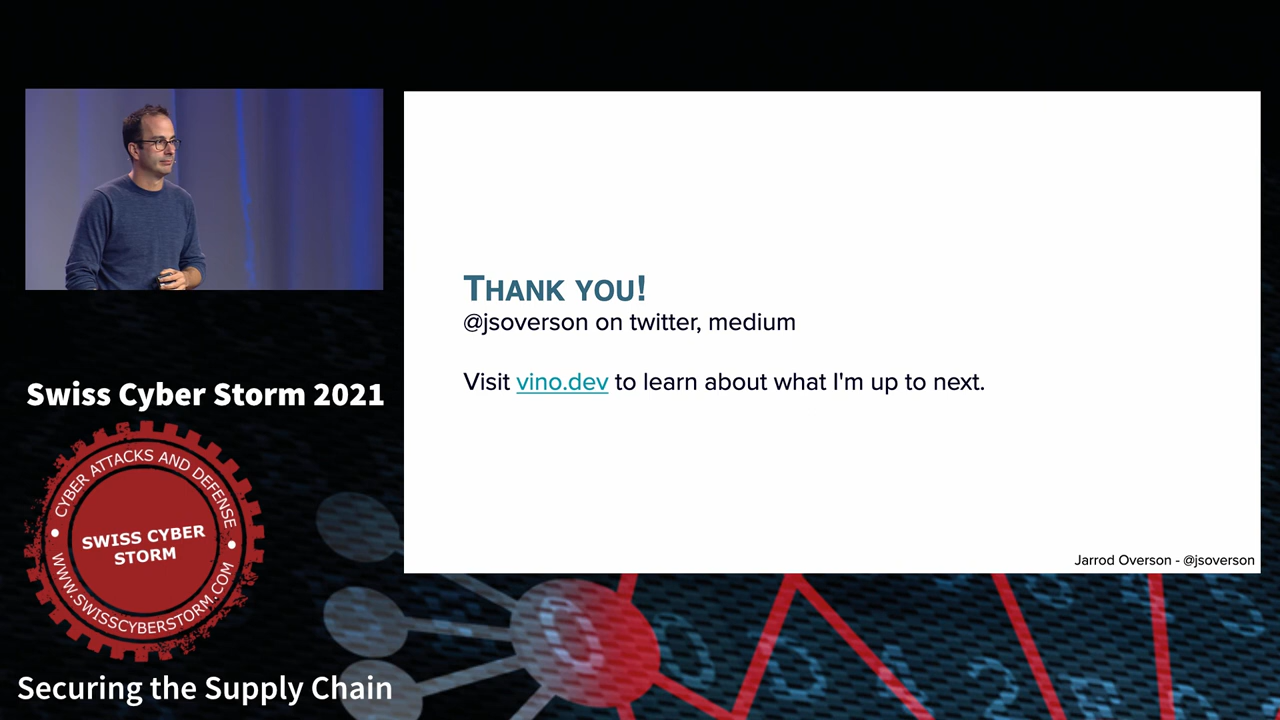 THANK YOU!
@jsoverson on twitter, medium
Visit vino.dev to learn about what I'm up to next.
Jarrod Overson - @jsoverson
Swiss Cyber Storm 2021
CYBER ATTACKS AND DEFENSE
SWISS CYBER
STORM
WWW.SWISSCYBERSTORM.COM
Securing the Supply Chain